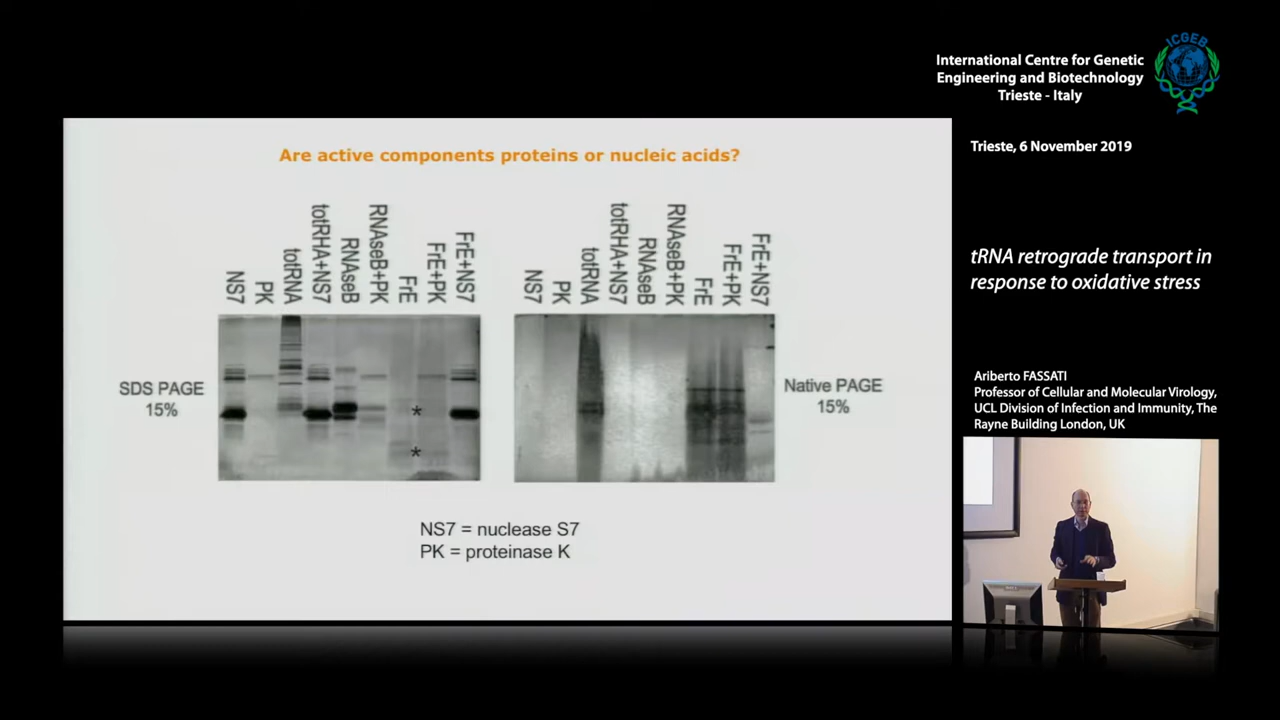 ICGEB
International Centre for Genetic
Engineering and Biotechnology
Trieste - Italy
Trieste, 6 November 2019
tRNA retrograde transport in
response to oxidative stress
Ariberto FASSATI
Professor of Cellular and Molecular Virology,
UCL Division of Infection and Immunity, The
Rayne Building London, UK
Are active components proteins or nucleic acids?
NS7
PK
totRNA
totRHA+NS7
RNAseB
RNAseB+PK
FrE
FrE+PK
FrE+NS7
NS7
PK
totRNA
totRHA+NS7
RNAseB
RNAseB+PK
FrE
FrE+PK
FrE+NS7
SDS PAGE
15%
*
*
Native PAGE
15%
NS7 = nuclease S7
PK = proteinase K